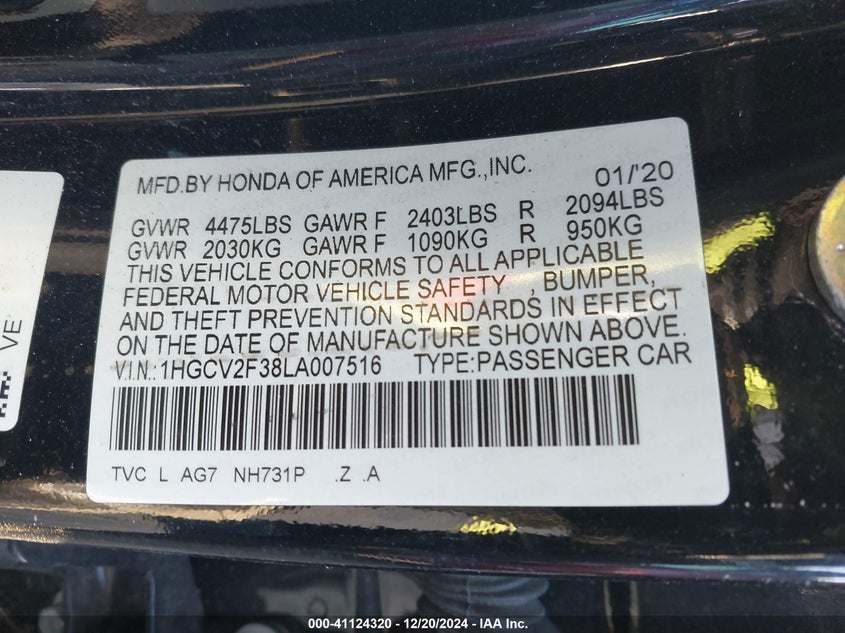 MFD.BY HONDA OF AMERICA MFG.,INC. 01/'20
GVWR 4475LBS GAWR F 2403LBS R 2094LBS
GVWR 2030KG GAWR F 1090KG R 950KG
THIS VEHICLE CONFORMS TO ALL APPLICABLE
FEDERAL MOTOR VEHICLE SAFETY , BUMPER,
AND THEFT PREVENTION STANDARDS IN EFFECT
ON THE DATE OF MANUFACTURE SHOWN ABOVE.
V.I.N.:1HGCV2F38LA007516 TYPE:PASSENGER CAR
TVC L AG7 NH731P .Z .A
VE
000-41124320 - 12/20/2024 - IAA Inc.